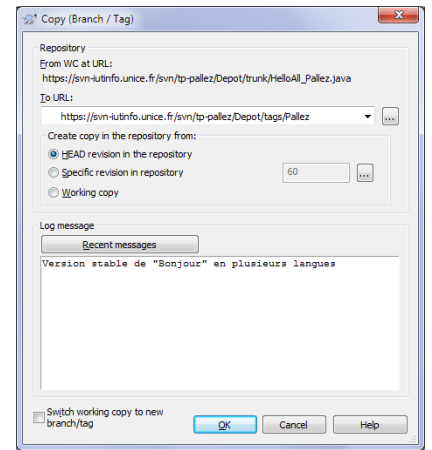 Copy (Branch / Tag)
Repository
From WC at URL:
https://svn-iutinfo.unice.fr/svn/tp-pallez/Depot/trunk/HelloAll_Pallez.java
To URL:
https://svn-iutinfo.unice.fr/svn/tp-pallez/Depot/tags/Pallez
...
Create copy in the repository from:
HEAD revision in the repository
Specific revision in repository 60 ...
Working copy
Log message
Recent messages
Version stable de "Bonjour" en plusieurs langues
Switch working copy to new
branch/tag
OK Cancel Help